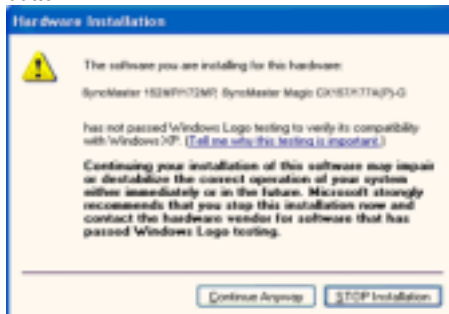 Hardware Installation
The software you are installing for this hardware:
has not passed Windows Logo testing to verify its compatibility
with Windows XP. (Tell me why this testing is important.)
Continuing your installation of this software may impair
or destabilize the correct operation of your system
either immediately or in the future. Microsoft strongly
recommends that you stop this installation now and
contact the hardware vendor for software that has
passed Windows Logo testing.
Continue Anyway
STOP Installation